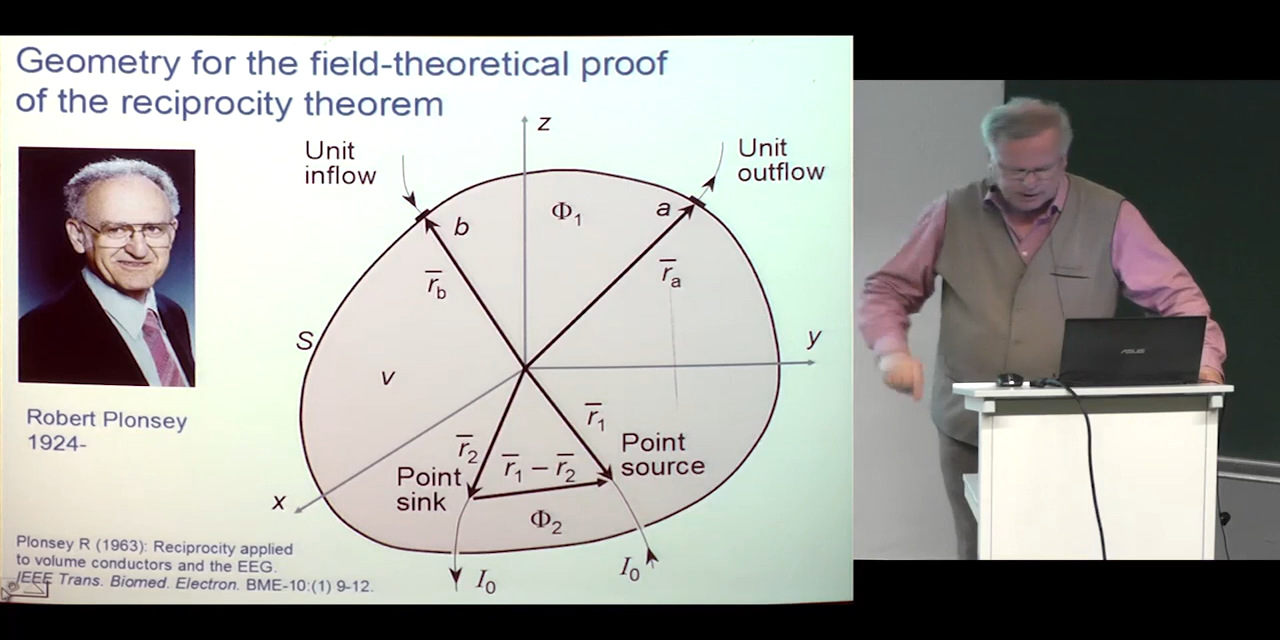 Geometry for the field-theoretical proof
of the reciprocity theorem
z
Unit
inflow
Unit
outflow
b
Φ1
a
r̅b
r̅a
S
y
v
Robert Plonsey
1924-
r̅1
r̅2
Point
source
Point
sink
r̅1 – r̅2
x
Φ2
I0
I0
Plonsey R (1963): Reciprocity applied
to volume conductors and the EEG.
IEEE Trans. Biomed. Electron. BME-10:(1) 9-12.
ASUS